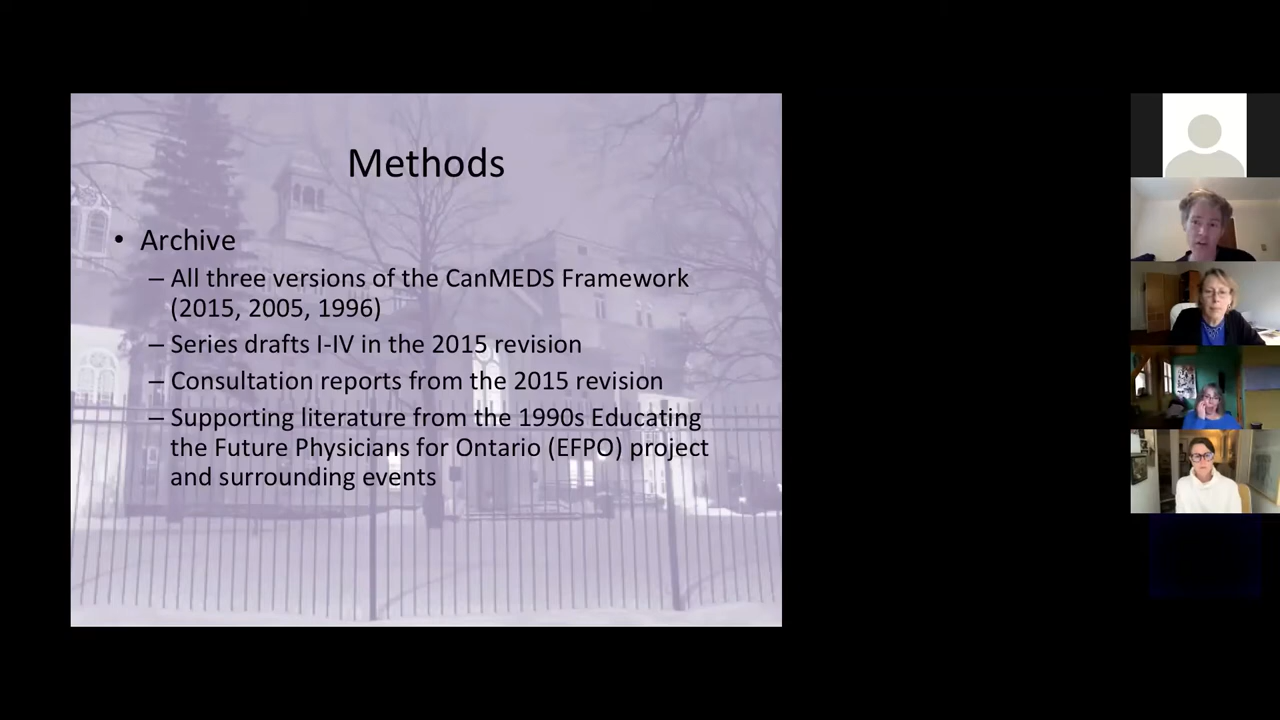 Methods
• Archive
– All three versions of the CanMEDS Framework
(2015, 2005, 1996)
– Series drafts I-IV in the 2015 revision
– Consultation reports from the 2015 revision
– Supporting literature from the 1990s Educating
the Future Physicians for Ontario (EFPO) project
and surrounding events